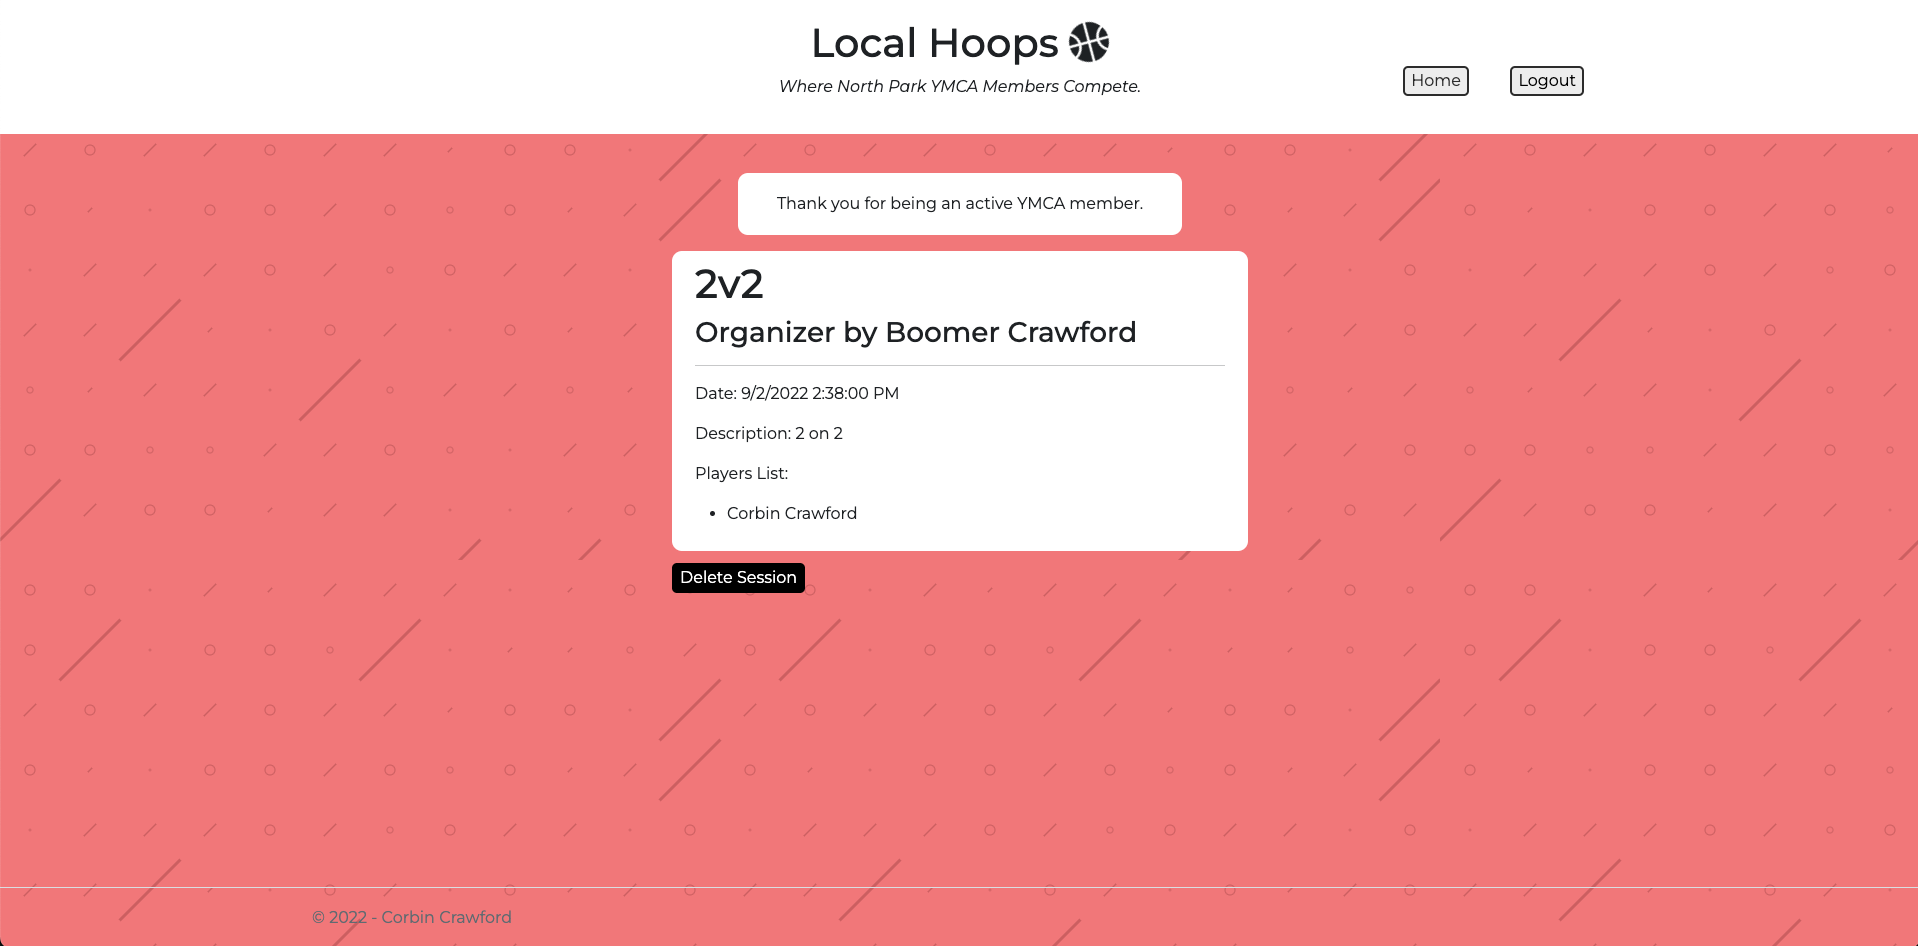 Local Hoops
Where North Park YMCA Members Compete.
Home
Logout
Thank you for being an active YMCA member.
2v2
Organizer by Boomer Crawford
Date: 9/2/2022 2:38:00 PM
Description: 2 on 2
Players List:
Corbin Crawford
Delete Session
© 2022 - Corbin Crawford